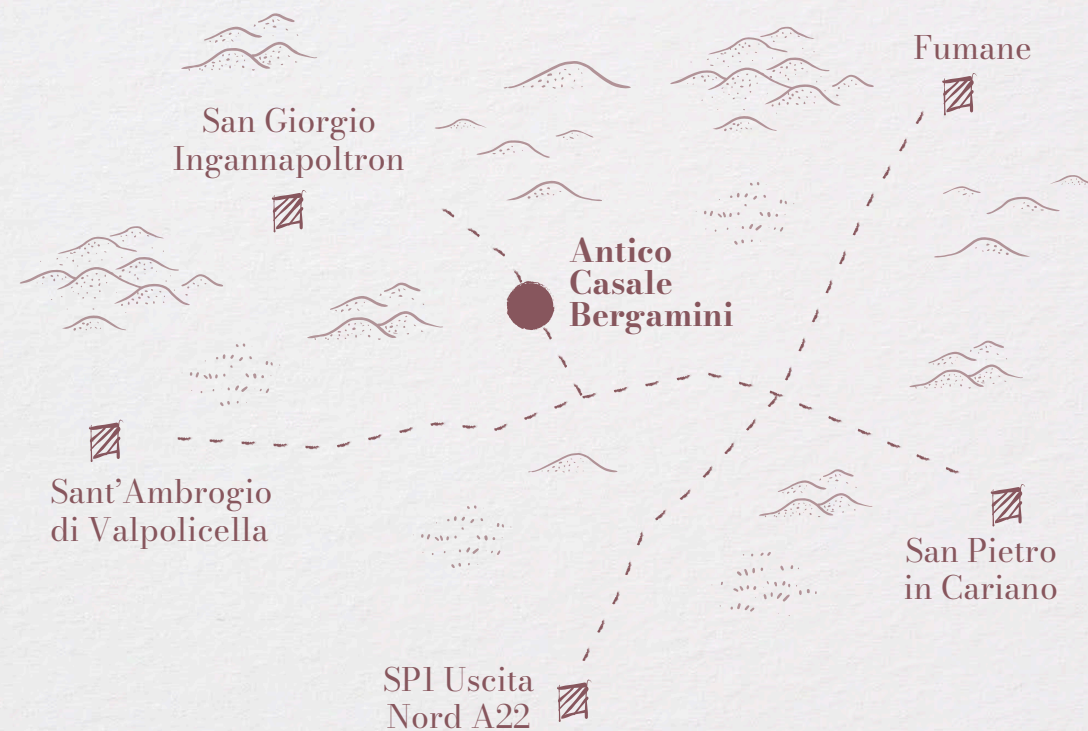 Fumane
San Giorgio
Ingannapoltron
Antico
Casale
Bergamini
Sant'Ambrogio
di Valpolicella
San Pietro
in Cariano
SP1 Uscita
Nord A22